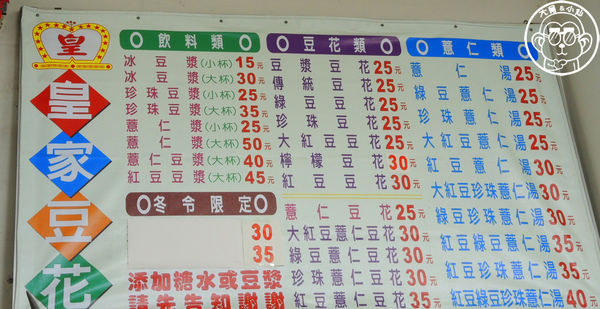 皇
皇家豆花
飲料類
冰豆漿(小杯)15元
冰豆漿(大杯)30元
珍珠豆漿(小杯)25元
珍珠豆漿(大杯)35元
薏仁漿(小杯)25元
薏仁漿(大杯)50元
薏仁豆漿(大杯)40元
紅豆豆漿(大杯)45元
冬令限定
30
35
添加糖水或豆漿
請先告知謝謝
豆花類
豆漿豆花25元
傳統豆花25元
綠豆豆花25元
珍珠豆花25元
大紅豆豆花25元
檸檬豆花30元
紅豆豆花30元
薏仁豆花25元
大紅豆薏仁豆花30元
綠豆薏仁豆花30元
珍珠薏仁豆花30元
紅豆薏仁豆花35元
薏仁類
薏仁湯25元
綠豆薏仁湯25元
珍珠薏仁湯25元
大紅豆薏仁湯25元
紅豆薏仁湯30元
大紅豆珍珠薏仁湯30元
綠豆珍珠薏仁湯30元
紅豆綠豆薏仁湯35元
紅豆珍珠薏仁湯35元
紅豆綠豆珍珠薏仁湯40元
大胃&小仙